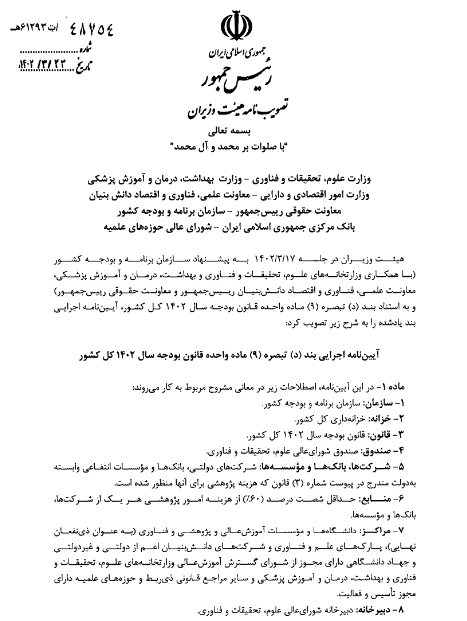 ۴۸۷۵۴/ت۶۱۲۹۳هـ
شماره
۱۴۰۲/۳/۲۳
تاریخ
جمهوری اسلامی ایران
رئیس جمهور
تصویب نامه هیئت وزیران
بسمه تعالی
"با صلوات بر محمد و آل محمد"
وزارت علوم، تحقیقات و فناوری – وزارت بهداشت، درمان و آموزش پزشکی
وزارت امور اقتصادی و دارایی – معاونت علمی، فناوری و اقتصاد دانش بنیان
معاونت حقوقی رییس‌جمهور – سازمان برنامه و بودجه کشور
بانک مرکزی جمهوری اسلامی ایران – شورای عالی حوزه‌های علمیه
هیئت وزیران در جلسه ۱۴۰۲/۳/۱۷ به پیشنهاد سازمان برنامه و بودجه کشور
(با همکاری وزارتخانه‌های علوم، تحقیقات و فناوری و بهداشت، درمان و آموزش پزشکی،
معاونت علمی، فناوری و اقتصاد دانش‌بنیان رییس‌جمهور و معاونت حقوقی رییس‌جمهور)
و به استناد بند (د) تبصره (۹) ماده واحده قانون بودجه سال ۱۴۰۲ کل کشور، آیین‌نامه اجرایی
بند یادشده را به شرح زیر تصویب کرد:
آیین‌نامه اجرایی بند (د) تبصره (۹) ماده واحده قانون بودجه سال ۱۴۰۲ کل کشور
ماده ۱- در این آیین‌نامه، اصطلاحات زیر در معانی مشروح مربوط به کار می‌روند:
۱- سازمان: سازمان برنامه و بودجه کشور.
۲- خزانه: خزانه‌داری کل کشور.
۳- قانون: قانون بودجه سال ۱۴۰۲ کل کشور.
۴- صندوق: صندوق شورای‌عالی علوم، تحقیقات و فناوری.
۵- شرکت‌ها، بانک‌ها و مؤسسه‌ها: شرکت‌های دولتی، بانک‌ها و مؤسسات انتفاعی وابسته
به‌دولت مندرج در پیوست شماره (۳) قانون که هزینه پژوهشی برای آنها منظور شده است.
۶- منابع: حداقل شصت درصد (۶۰٪) از هزینه امور پژوهشی هر یک از شرکت‌ها،
بانک‌ها و مؤسسه‌ها.
۷- مراکز: دانشگاه‌ها و مؤسسات آموزش‌عالی و پژوهشی و فناوری (به عنوان ذی‌نفعان
نهایی)، پارک‌های علم و فناوری و شرکت‌های دانش‌بنیان اعم از دولتی و غیردولتی
و جهاد دانشگاهی دارای مجوز از شورای گسترش آموزش‌عالی وزارتخانه‌های علوم، تحقیقات و
فناوری و بهداشت، درمان و آموزش پزشکی و سایر مراجع قانونی ذی‌ربط و حوزه‌های علمیه دارای
مجوز تأسیس و فعالیت.
۸- دبیرخانه: دبیرخانه شورای‌عالی علوم، تحقیقات و فناوری.